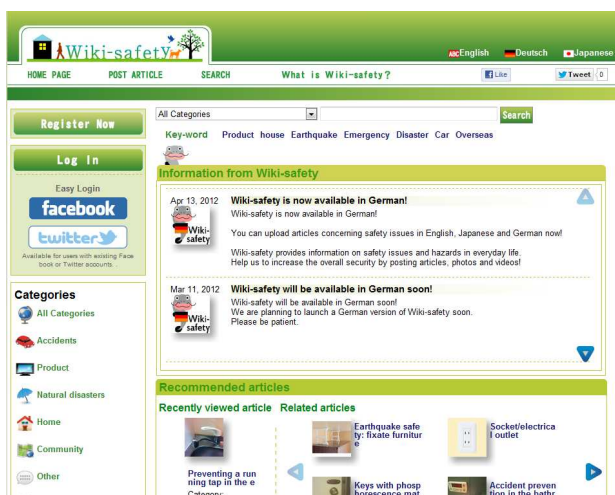 Wiki-safety
ABC English Deutsch Japanese
HOME PAGE POST ARTICLE SEARCH What is Wiki-safety?
Like Tweet 0
Register Now
Log In
Easy Login
facebook
twitter
Available for users with existing Face
book or Twitter accounts.
Categories
All Categories
Accidents
Product
Natural disasters
Home
Community
Other
All Categories Search
Key-word Product house Earthquake Emergency Disaster Car Overseas
Information from Wiki-safety
Apr 13, 2012 Wiki-safety is now available in German!
Wiki-
safety
Wiki-safety is now available in German!
You can upload articles concerning safety issues in English, Japanese and German now!
Wiki-safety provides information on safety issues and hazards in everyday life.
Help us to increase the overall security by posting articles, photos and videos!
Mar 11, 2012 Wiki-safety will be available in German soon!
Wiki-
safety
Wiki-safety will be available in German soon!
We are planning to launch a German version of Wiki-safety soon.
Please be patient.
Recommended articles
Recently viewed article Related articles
Preventing a run
ning tap in the e
Category:
Earthquake safe
ty: fixate furnitur
e
Socket/electrica
l outlet
Keys with phosp
horescence mat
Accident preven
tion in the bathr